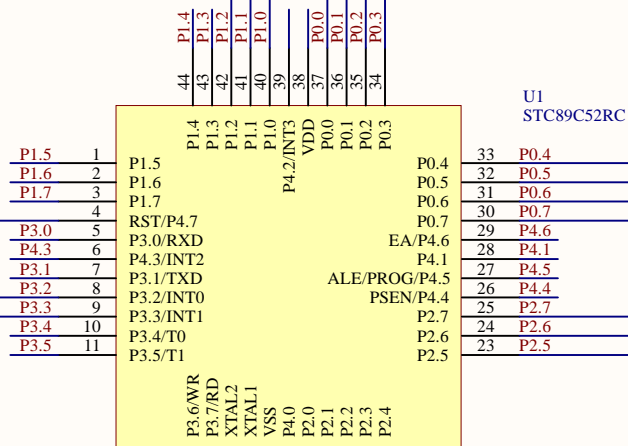 P1.4
P1.3
P1.2
P1.1
P1.0
P0.0
P0.1
P0.2
P0.3
44
43
42
41
40
39
38
37
36
35
34
U1
STC89C52RC
P1.4
P1.3
P1.2
P1.1
P1.0
P4.2/INT3
VDD
P0.0
P0.1
P0.2
P0.3
P1.5 1 P1.5
P1.6 2 P1.6
P1.7 3 P1.7
4 RST/P4.7
P3.0 5 P3.0/RXD
P4.3 6 P4.3/INT2
P3.1 7 P3.1/TXD
P3.2 8 P3.2/INT0
P3.3 9 P3.3/INT1
P3.4 10 P3.4/T0
P3.5 11 P3.5/T1
P0.4 33 P0.4
P0.5 32 P0.5
P0.6 31 P0.6
P0.7 30 P0.7
EA/P4.6 29 P4.6
P4.1 28 P4.1
ALE/PROG/P4.5 27 P4.5
PSEN/P4.4 26 P4.4
P2.7 25 P2.7
P2.6 24 P2.6
P2.5 23 P2.5
P3.6/WR
P3.7/RD
XTAL2
XTAL1
VSS
P4.0
P2.0
P2.1
P2.2
P2.3
P2.4